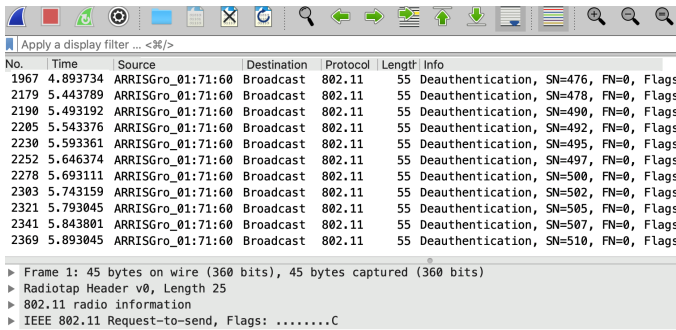 Apply a display filter ... <⌘/>
No. Time Source Destination Protocol Length Info
1967 4.893734 ARRISGro_01:71:60 Broadcast 802.11 55 Deauthentication, SN=476, FN=0, Flags
2179 5.443789 ARRISGro_01:71:60 Broadcast 802.11 55 Deauthentication, SN=478, FN=0, Flags
2190 5.493192 ARRISGro_01:71:60 Broadcast 802.11 55 Deauthentication, SN=490, FN=0, Flags
2205 5.543376 ARRISGro_01:71:60 Broadcast 802.11 55 Deauthentication, SN=492, FN=0, Flags
2230 5.593361 ARRISGro_01:71:60 Broadcast 802.11 55 Deauthentication, SN=495, FN=0, Flags
2252 5.646374 ARRISGro_01:71:60 Broadcast 802.11 55 Deauthentication, SN=497, FN=0, Flags
2278 5.693111 ARRISGro_01:71:60 Broadcast 802.11 55 Deauthentication, SN=500, FN=0, Flags
2303 5.743159 ARRISGro_01:71:60 Broadcast 802.11 55 Deauthentication, SN=502, FN=0, Flags
2321 5.793045 ARRISGro_01:71:60 Broadcast 802.11 55 Deauthentication, SN=505, FN=0, Flags
2341 5.843801 ARRISGro_01:71:60 Broadcast 802.11 55 Deauthentication, SN=507, FN=0, Flags
2369 5.893045 ARRISGro_01:71:60 Broadcast 802.11 55 Deauthentication, SN=510, FN=0, Flags
Frame 1: 45 bytes on wire (360 bits), 45 bytes captured (360 bits)
Radiotap Header v0, Length 25
802.11 radio information
IEEE 802.11 Request-to-send, Flags: ........C